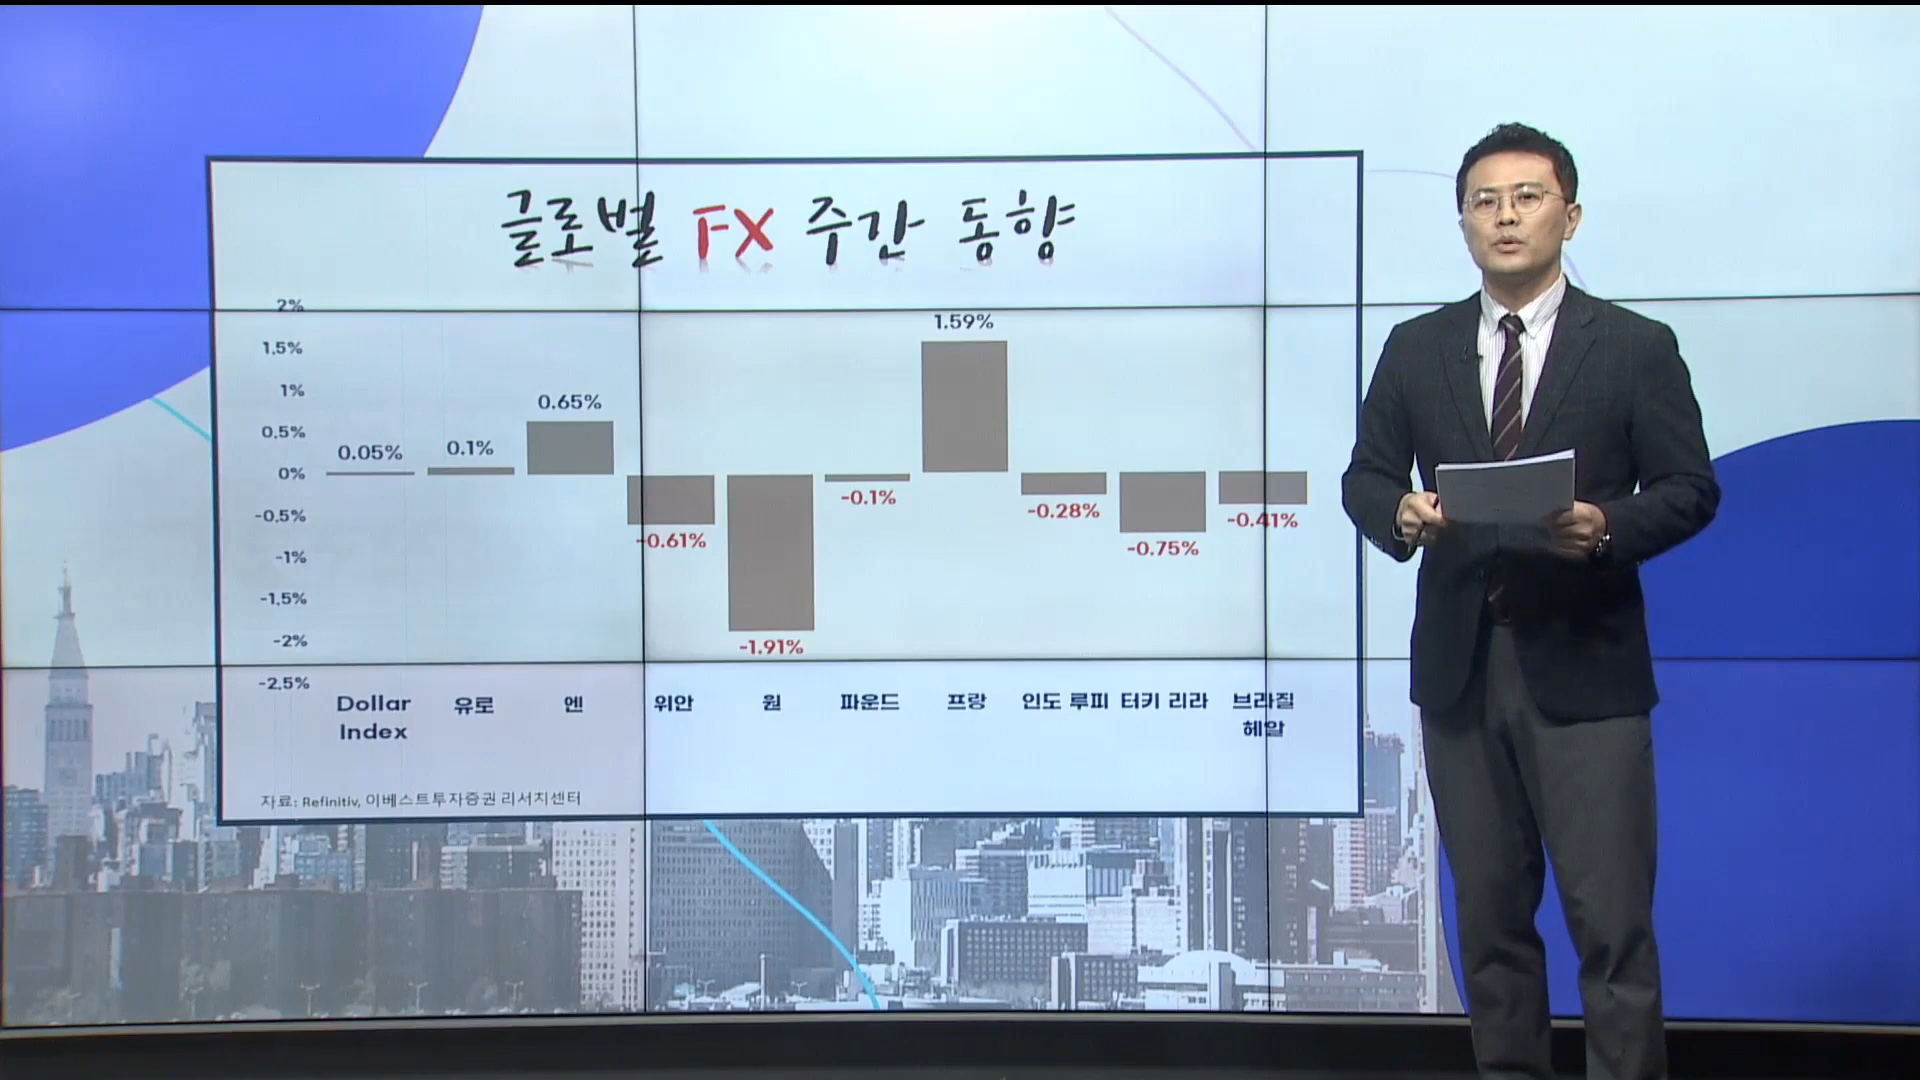 글로벌 FX 주간 동향
2%
1.5%
1%
0.5%
0%
-0.5%
-1%
-1.5%
-2%
-2.5%
0.05%
0.1%
0.65%
-0.61%
-1.91%
-0.1%
1.59%
-0.28%
-0.75%
-0.41%
Dollar Index
유로
엔
위안
원
파운드
프랑
인도 루피
터키 리라
브라질 헤알
자료: Refinitiv, 이베스트투자증권 리서치센터